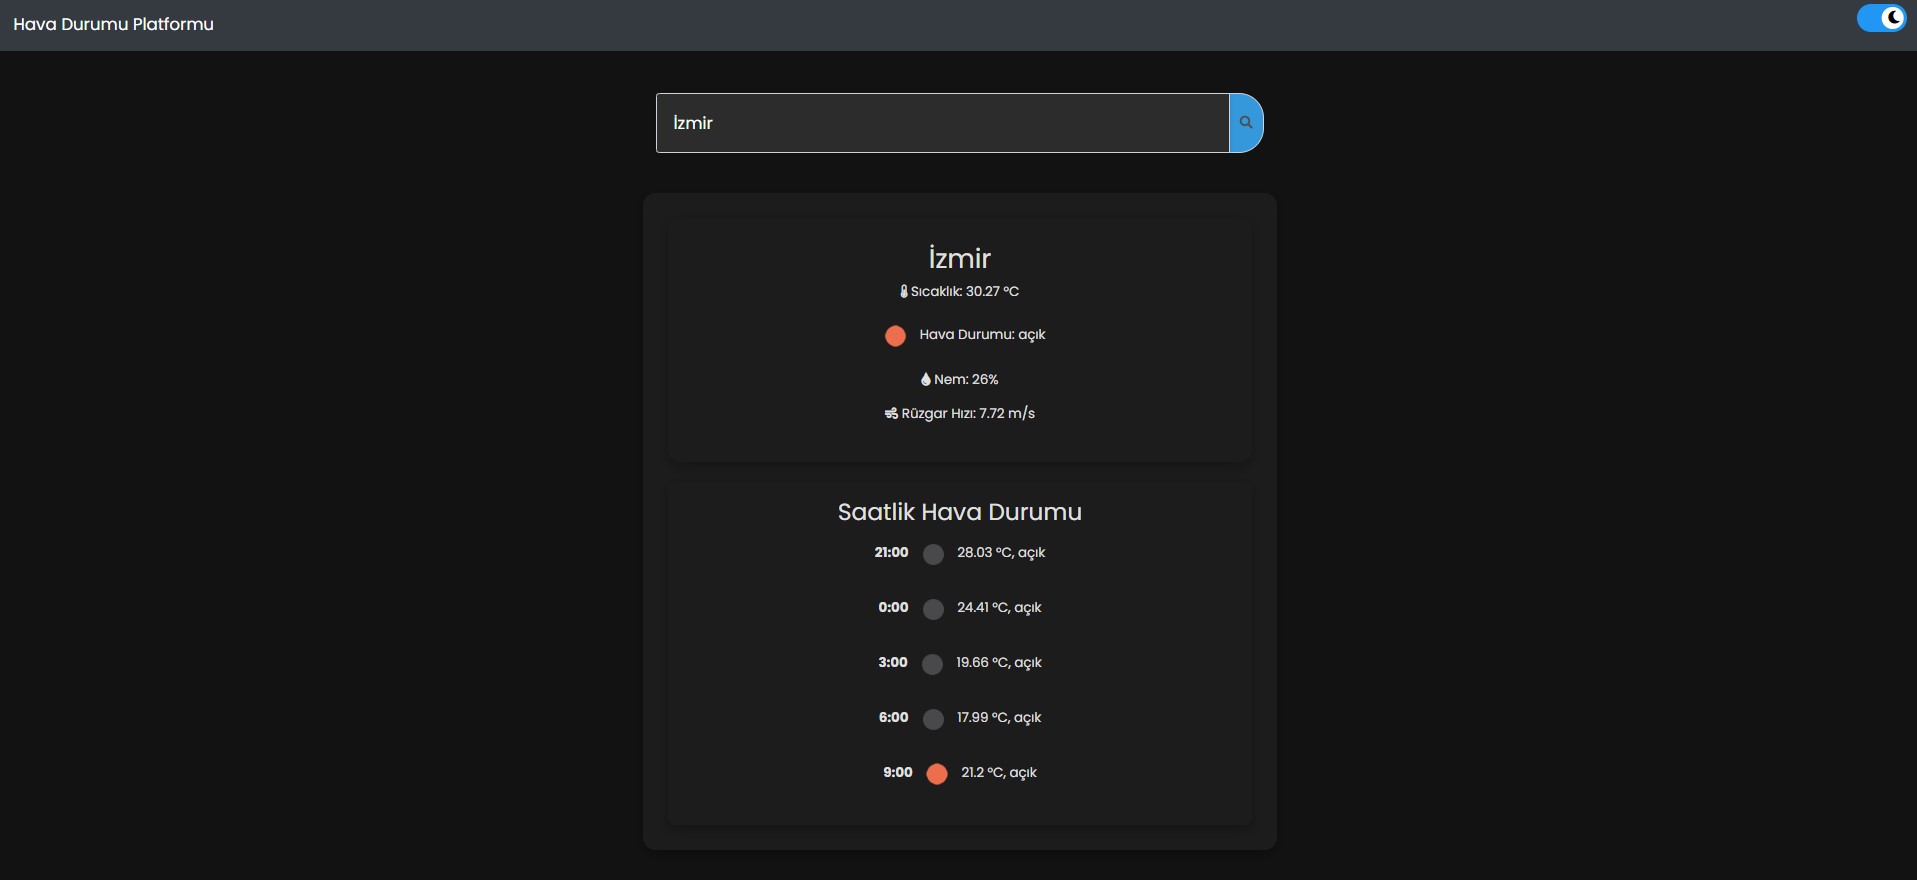 Hava Durumu Platformu
İzmir
İzmir
Sıcaklık: 30.27 °C
Hava Durumu: açık
Nem: 26%
Rüzgar Hızı: 7.72 m/s
Saatlik Hava Durumu
21:00 28.03 °C, açık
0:00 24.41 °C, açık
3:00 19.66 °C, açık
6:00 17.99 °C, açık
9:00 21.2 °C, açık